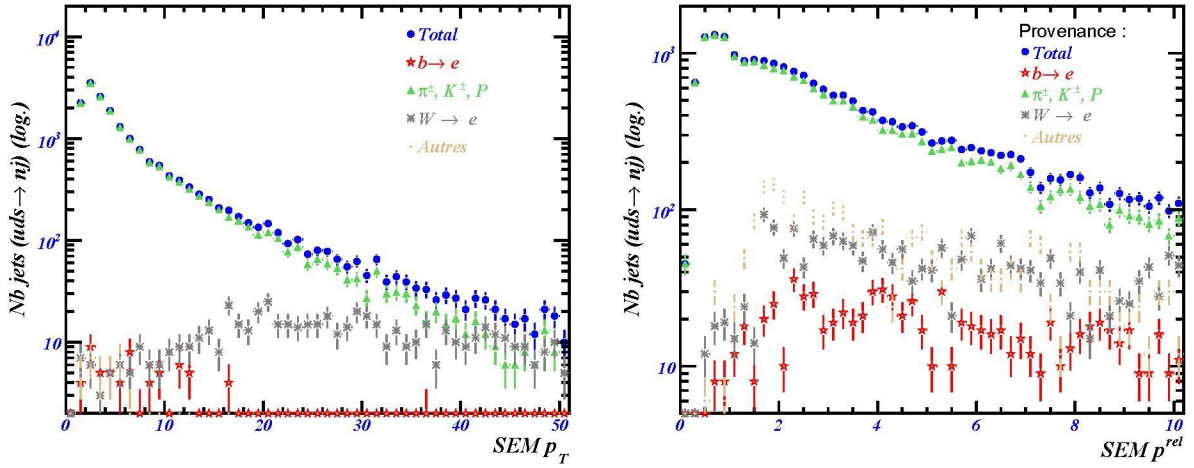 Nb jets (uds→ nj) (log.)
10⁴
10³
10²
10
0
10
20
30
40
50
SEM p_T
Total
b→ e
π±, K±, P
W → e
Autres
Nb jets (uds→ nj) (log.)
10³
10²
10
0
2
4
6
8
10
SEM p^rel
Provenance :
Total
b→ e
π±, K±, P
W → e
Autres